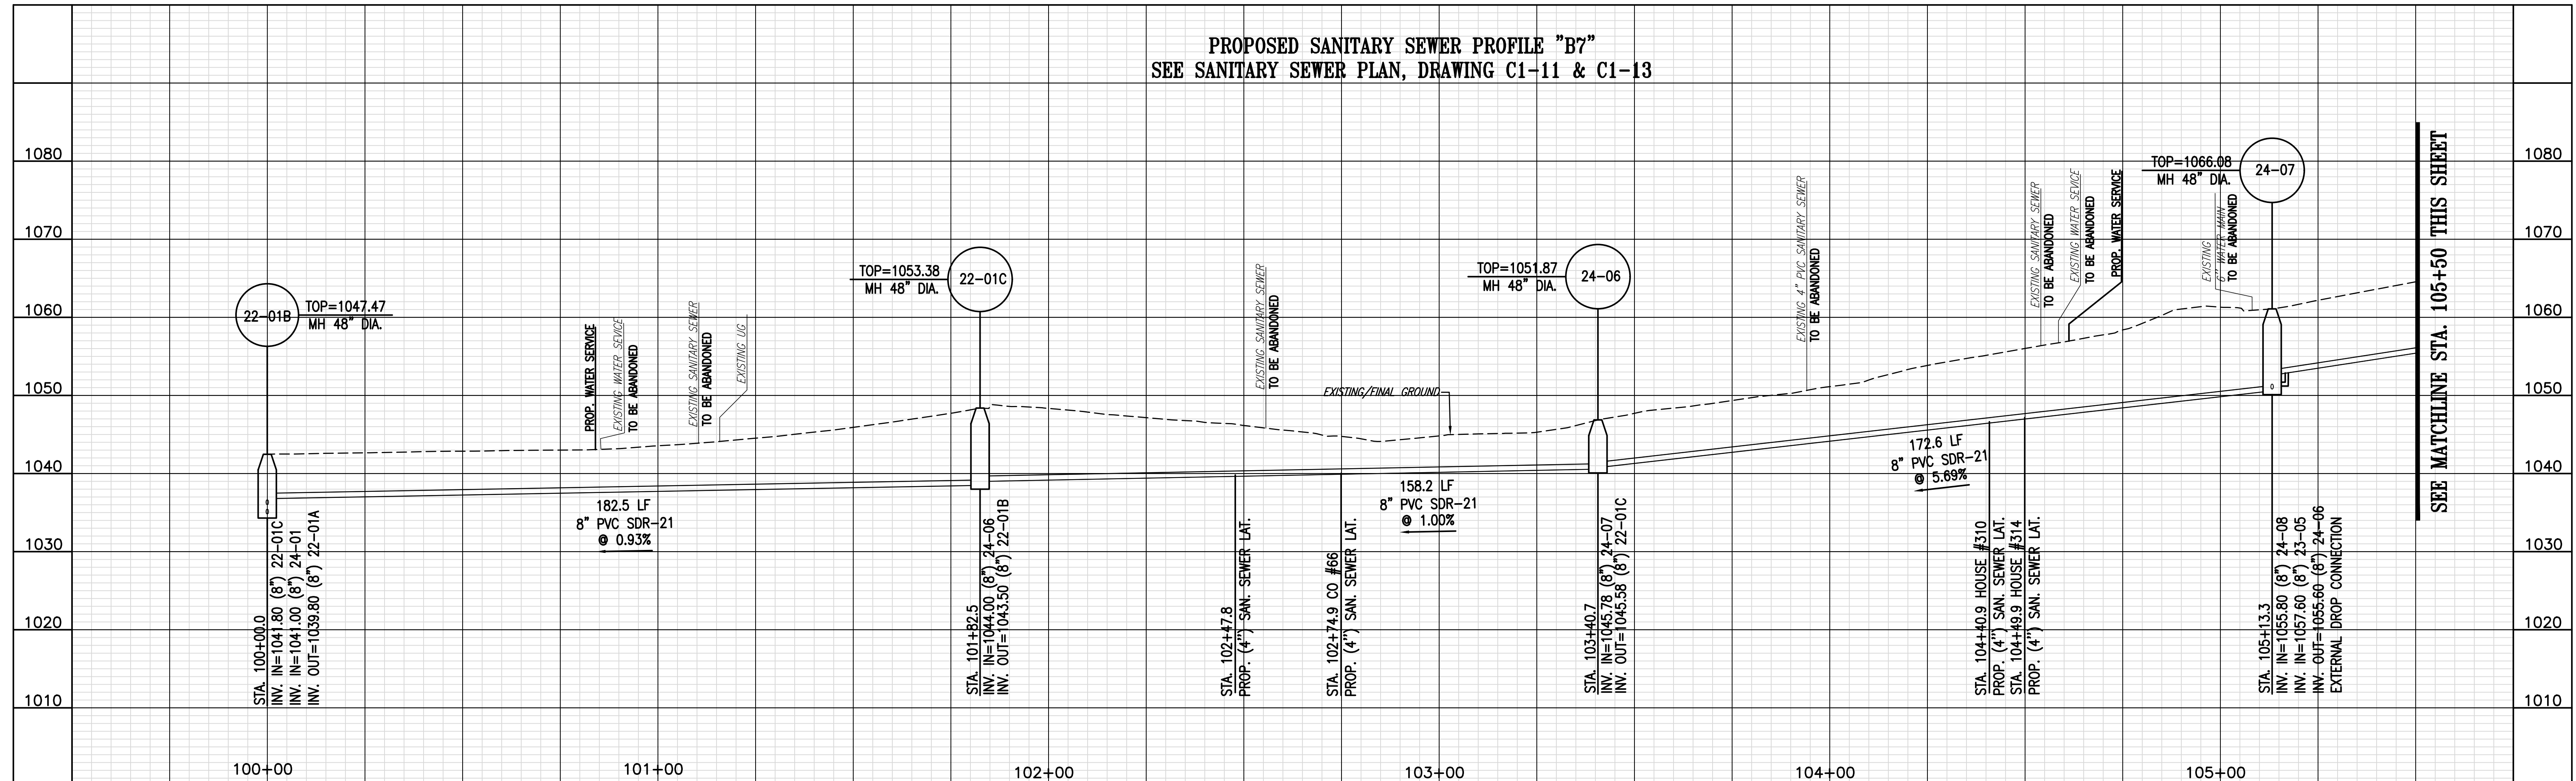 PROPOSED SANITARY SEWER PROFILE "B7"
SEE SANITARY SEWER PLAN, DRAWING C1-11 & C1-13
1080
1070
1060
1050
1040
1030
1020
1010
22-01B
TOP=1047.47
MH 48" DIA.
PROP. WATER SERVICE
EXISTING WATER SEVICE
TO BE ABANDONED
EXISTING SANITARY SEWER
TO BE ABANDONED
EXISTING UG
TOP=1053.38
MH 48" DIA.
22-01C
EXISTING SANITARY SEWER
TO BE ABANDONED
EXISTING/FINAL GROUND
TOP=1051.87
MH 48" DIA.
24-06
EXISTING 4" PVC SANITARY SEWER
TO BE ABANDONED
EXISTING SANITARY SEWER
TO BE ABANDONED
EXISTING WATER SEVICE
TO BE ABANDONED
PROP. WATER SERVICE
TOP=1066.08
MH 48" DIA.
24-07
EXISTING
6" WATER MAIN
TO BE ABANDONED
SEE MATCHLINE STA. 105+50 THIS SHEET
182.5 LF
8" PVC SDR-21
@ 0.93%
158.2 LF
8" PVC SDR-21
@ 1.00%
172.6 LF
8" PVC SDR-21
@ 5.69%
STA. 100+00.0
INV. IN=1041.80 (8") 22-01C
INV. IN=1041.00 (8") 24-01
INV. OUT=1039.80 (8") 22-01A
STA. 101+82.5
INV. IN=1044.00 (8") 24-06
INV. OUT=1043.50 (8") 22-01B
STA. 102+47.8
PROP. (4") SAN. SEWER LAT.
STA. 102+74.9 CO #66
PROP. (4") SAN. SEWER LAT.
STA. 103+40.7
INV. IN=1045.78 (8") 24-07
INV. OUT=1045.58 (8") 22-01C
STA. 104+40.9 HOUSE #310
PROP. (4") SAN. SEWER LAT.
STA. 104+49.9 HOUSE #314
PROP. (4") SAN. SEWER LAT.
STA. 105+13.3
INV. IN=1055.80 (8") 24-08
INV. IN=1057.60 (8") 23-05
INV. OUT=1055.60 (8") 24-06
EXTERNAL DROP CONNECTION
1080
1070
1060
1050
1040
1030
1020
1010
100+00
101+00
102+00
103+00
104+00
105+00